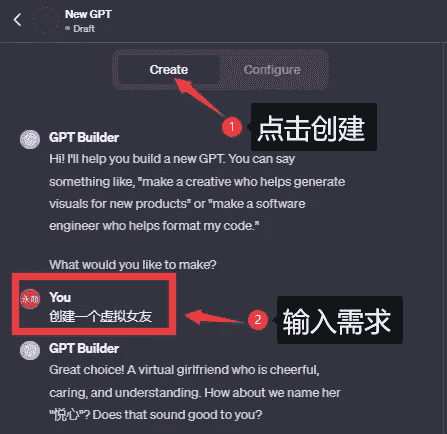 New GPT
Draft
Create
Configure
1
点击创建
GPT Builder
Hi! I'll help you build a new GPT. You can say
something like, "make a creative who helps generate
visuals for new products" or "make a software
engineer who helps format my code."
What would you like to make?
You
创建一个虚拟女友
2
输入需求
GPT Builder
Great choice! A virtual girlfriend who is cheerful,
caring, and understanding. How about we name her
"悦心"? Does that sound good to you?